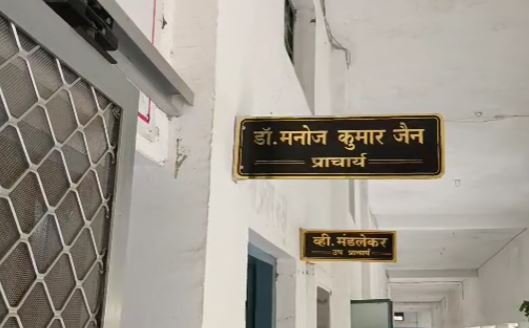 डॉ. मनोज कुमार जैन
प्राचार्य
व्ही. मंडलेकर
उप प्राचार्य